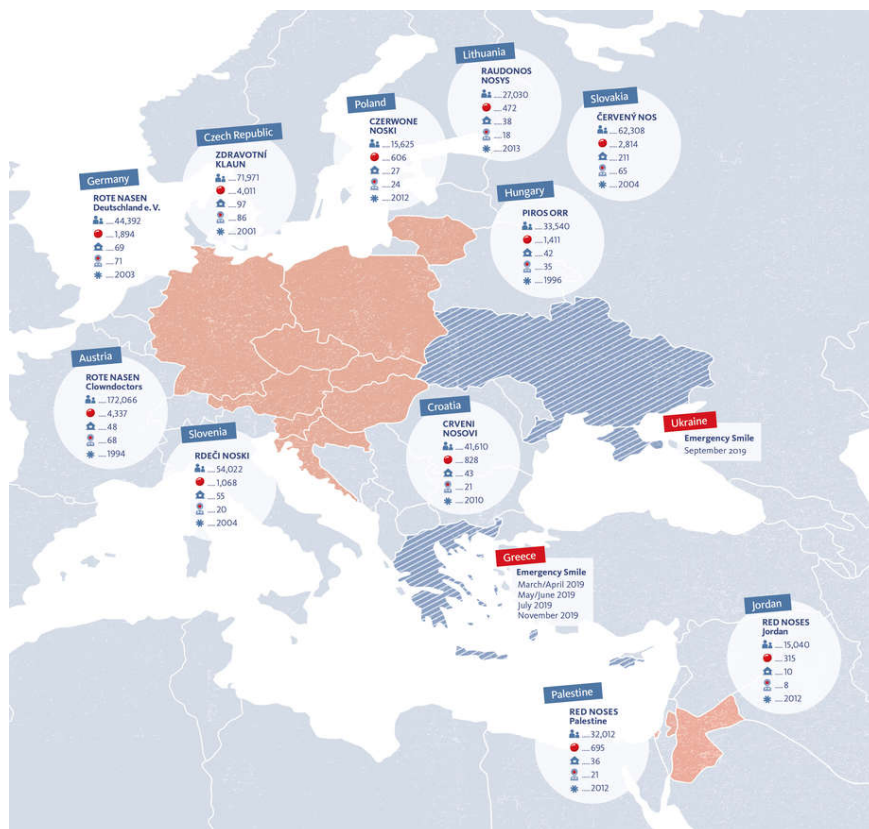 Lithuania
RAUDONOS
NOSYS
.....27,030
.....472
.....38
.....18
.....2013
Slovakia
ČERVENÝ NOS
.....62,308
.....2,814
.....211
.....65
.....2004
Poland
CZERWONE
NOSKI
.....15,625
.....606
.....27
.....24
.....2012
Czech Republic
ZDRAVOTNÍ
KLAUN
.....71,971
.....4,011
.....97
.....86
.....2001
Germany
ROTE NASEN
Deutschland e. V.
.....44,392
.....1,894
.....69
.....71
.....2003
Hungary
PIROS ORR
.....33,540
.....1,411
.....42
.....35
.....1996
Austria
ROTE NASEN
Clowndoctors
.....172,066
.....4,337
.....48
.....68
.....1994
Slovenia
RDEČI NOSKI
.....54,022
.....1,068
.....55
.....20
.....2004
Croatia
CRVENI
NOSOVI
.....41,610
.....828
.....43
.....21
.....2010
Ukraine
Emergency Smile
September 2019
Greece
Emergency Smile
March/April 2019
May/June 2019
July 2019
November 2019
Jordan
RED NOSES
Jordan
.....15,040
.....315
.....10
.....8
.....2012
Palestine
RED NOSES
Palestine
.....32,012
.....695
.....36
.....21
.....2012